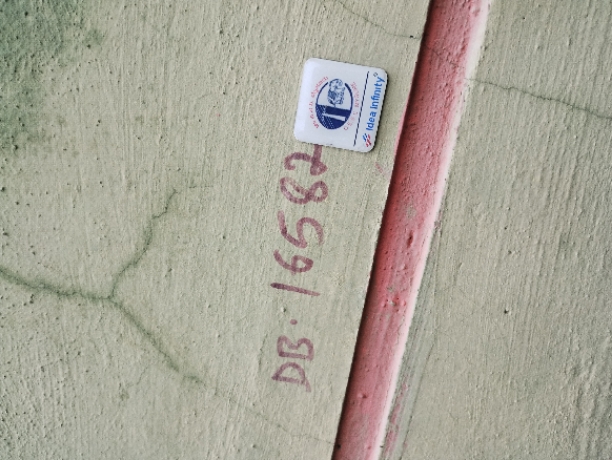 DB. 16582
Idea Infinity